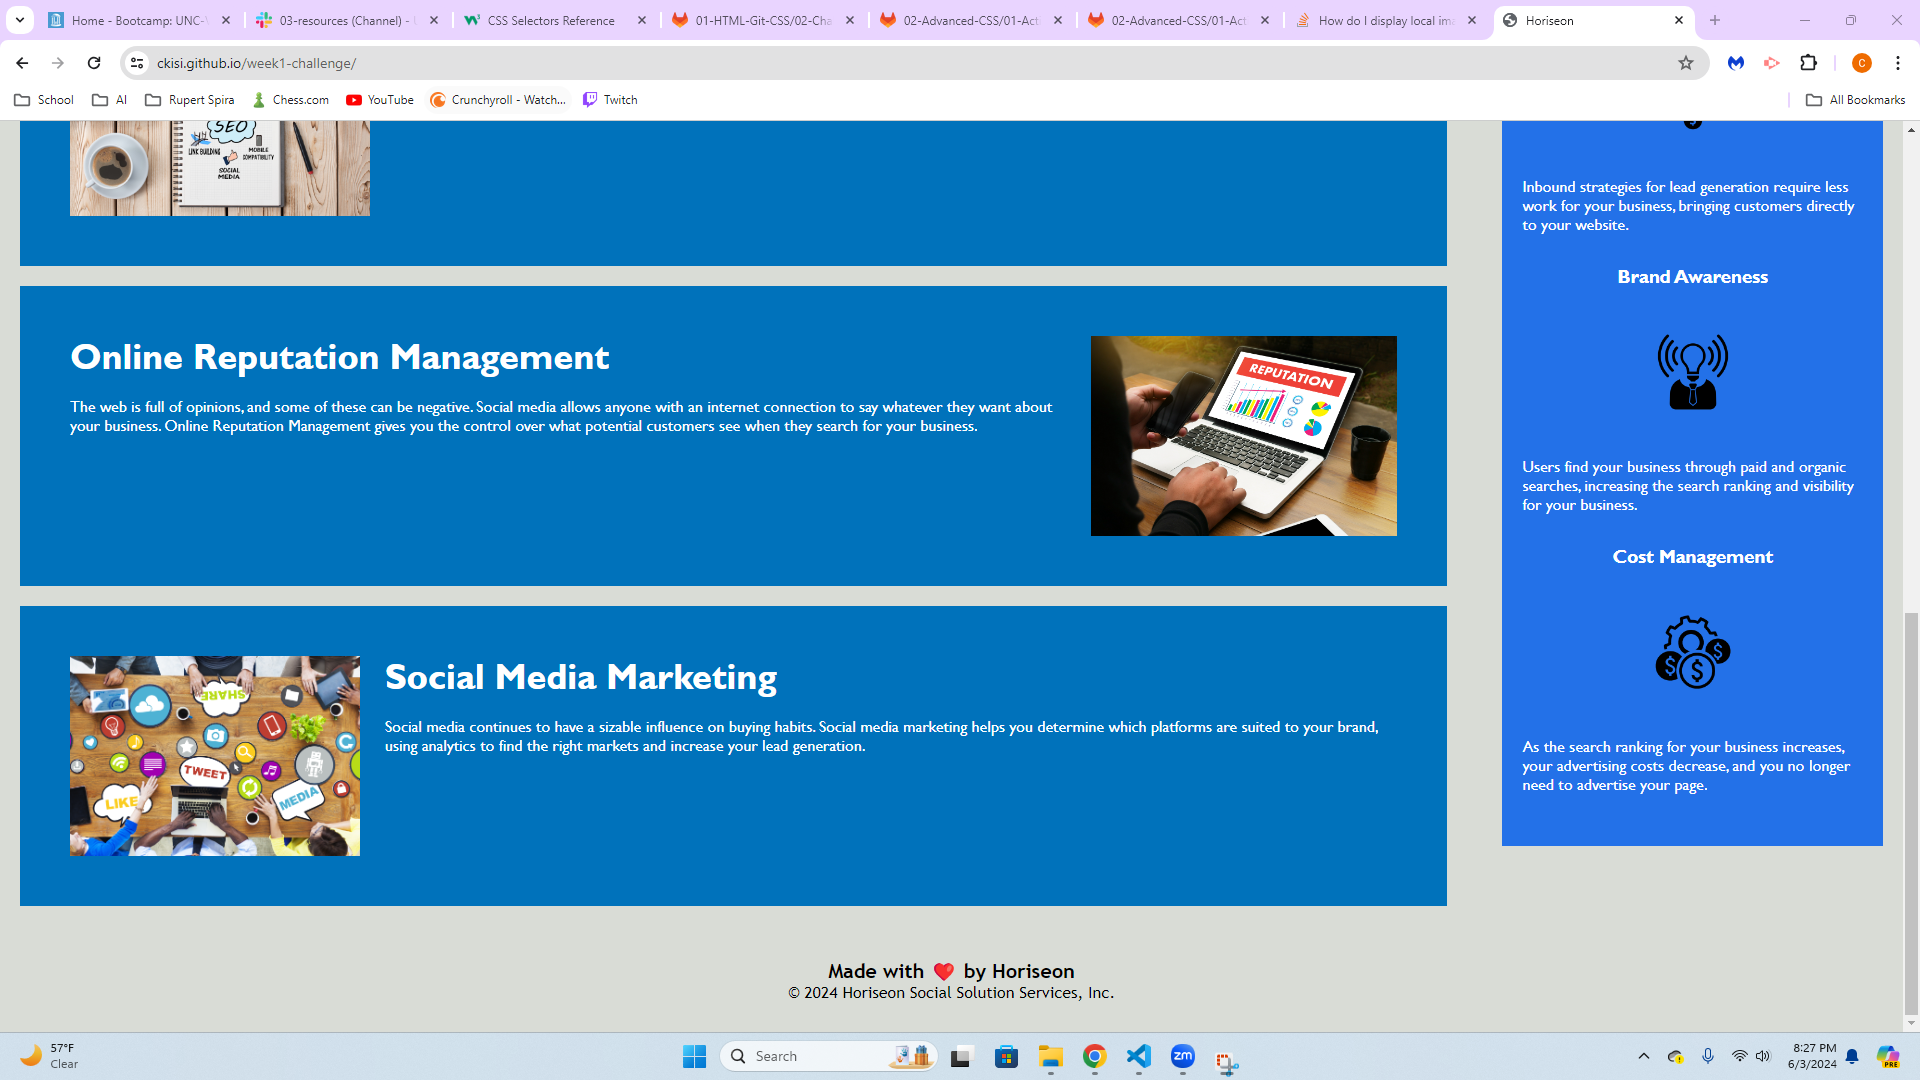 Home - Bootcamp: UNC-
03-resources (Channel) -
CSS Selectors Reference
01-HTML-Git-CSS/02-Cha
02-Advanced-CSS/01-Acti
02-Advanced-CSS/01-Acti
How do I display local ima
Horiseon
ckisi.github.io/week1-challenge/
C
School
AI
Rupert Spira
Chess.com
YouTube
Crunchyroll - Watch...
Twitch
All Bookmarks
SEO
LINK BUILDING
MOBILE COMPATIBILITY
SOCIAL MEDIA
Inbound strategies for lead generation require less
work for your business, bringing customers directly
to your website.
Brand Awareness
Users find your business through paid and organic
searches, increasing the search ranking and visibility
for your business.
Cost Management
$ $ $
As the search ranking for your business increases,
your advertising costs decrease, and you no longer
need to advertise your page.
Online Reputation Management
The web is full of opinions, and some of these can be negative. Social media allows anyone with an internet connection to say whatever they want about
your business. Online Reputation Management gives you the control over what potential customers see when they search for your business.
REPUTATION
Social Media Marketing
Social media continues to have a sizable influence on buying habits. Social media marketing helps you determine which platforms are suited to your brand,
using analytics to find the right markets and increase your lead generation.
SHARE
TWEET
LIKE
MEDIA
Made with ❤️ by Horiseon
© 2024 Horiseon Social Solution Services, Inc.
57°F
Clear
Search
zm
8:27 PM
6/3/2024
PRE